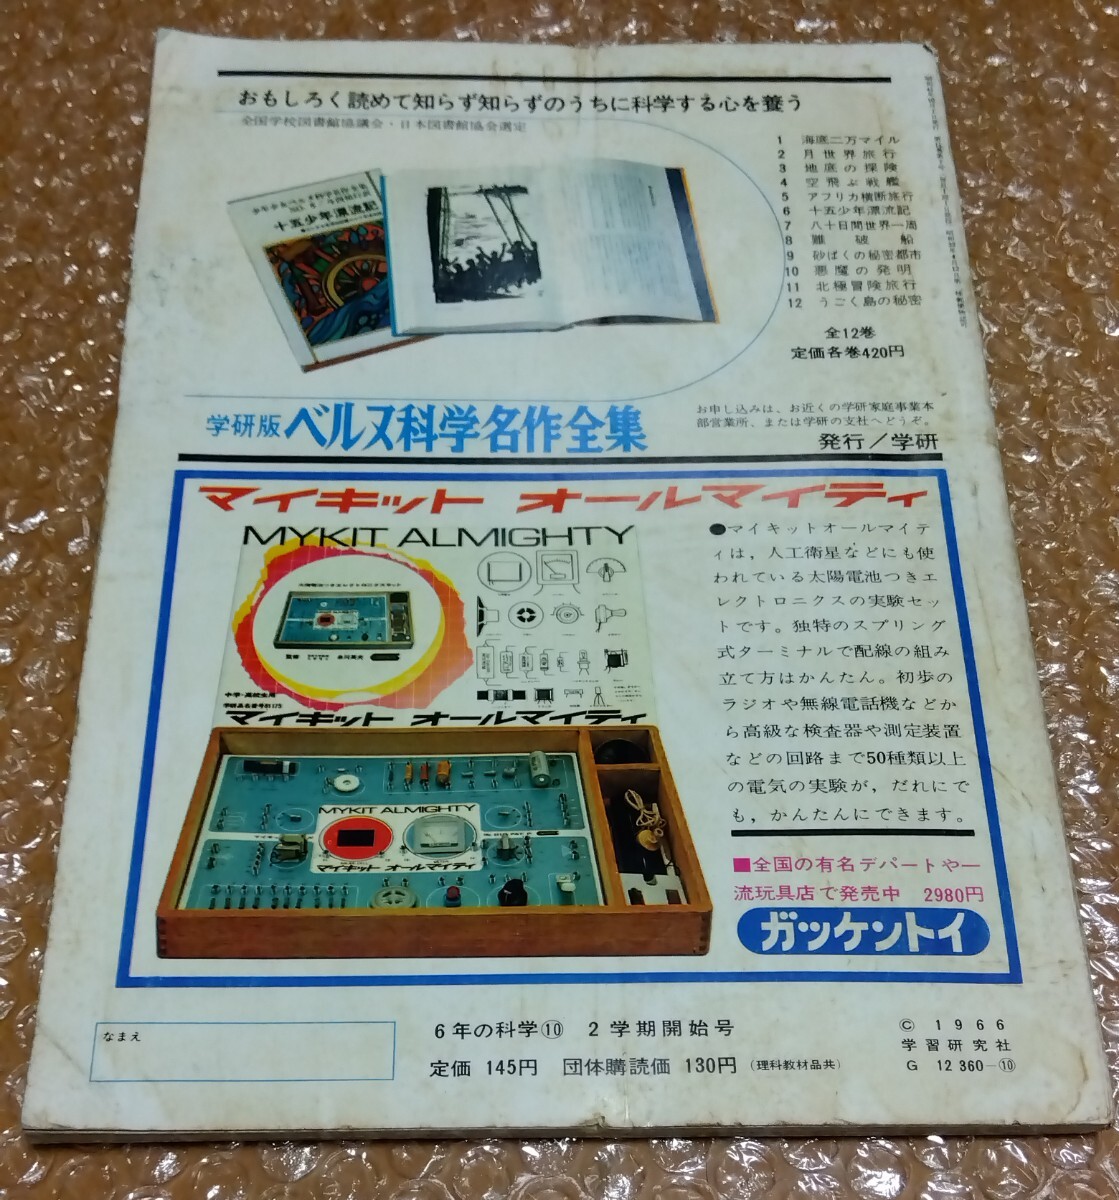 おもしろく読めて知らず知らずのうちに科学する心を養う
全国学校図書館協議会・日本図書館協会選定
十五少年漂流記
1 海底二万マイル
2 月世界旅行
3 地底の探険
4 空飛ぶ戦艦
5 アフリカ横断旅行
6 十五少年漂流記
7 八十日間世界一周
8 難破船
9 砂ばくの秘密都市
10 悪魔の発明
11 北極冒険旅行
12 うごく島の秘密
全12巻
定価各巻420円
学研版 ベルヌ科学名作全集
お申し込みは、お近くの学研家庭事業本
部営業所、または学研の支社へどうぞ。
発行/学研
マイキット オールマイティ
MYKIT ALMIGHTY
中学・高校生用
マイキット オールマイティ
MYKIT ALMIGHTY
マイキット オールマイティ
●マイキットオールマイテ
ィは，人工衛星などにも使
われている太陽電池つきエ
レクトロニクスの実験セッ
トです。独特のスプリング
式ターミナルで配線の組み
立て方はかんたん。初歩の
ラジオや無線電話機などか
ら高級な検査器や測定装置
などの回路まで50種類以上
の電気の実験が，だれにで
も，かんたんにできます。
■全国の有名デパートや一
流玩具店で発売中 2980円
ガッケントイ
なまえ
6年の科学⑩ 2学期開始号
定価 145円 団体購読価 130円 (理科教材品共)
© 1966
学習研究社
G 12360-⑩